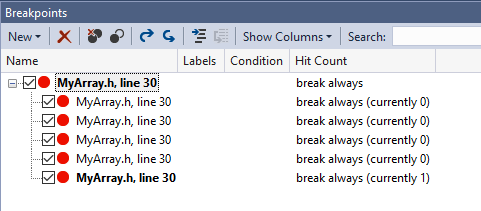 Breakpoints
New Show Columns Search:
Name Labels Condition Hit Count
MyArray.h, line 30 break always
MyArray.h, line 30 break always (currently 0)
MyArray.h, line 30 break always (currently 0)
MyArray.h, line 30 break always (currently 0)
MyArray.h, line 30 break always (currently 0)
MyArray.h, line 30 break always (currently 1)